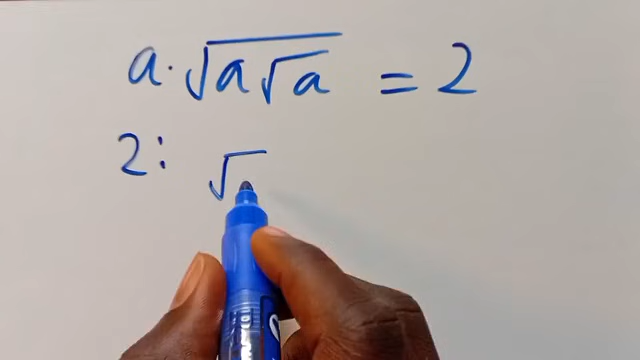 a·√a√a = 2
2: √